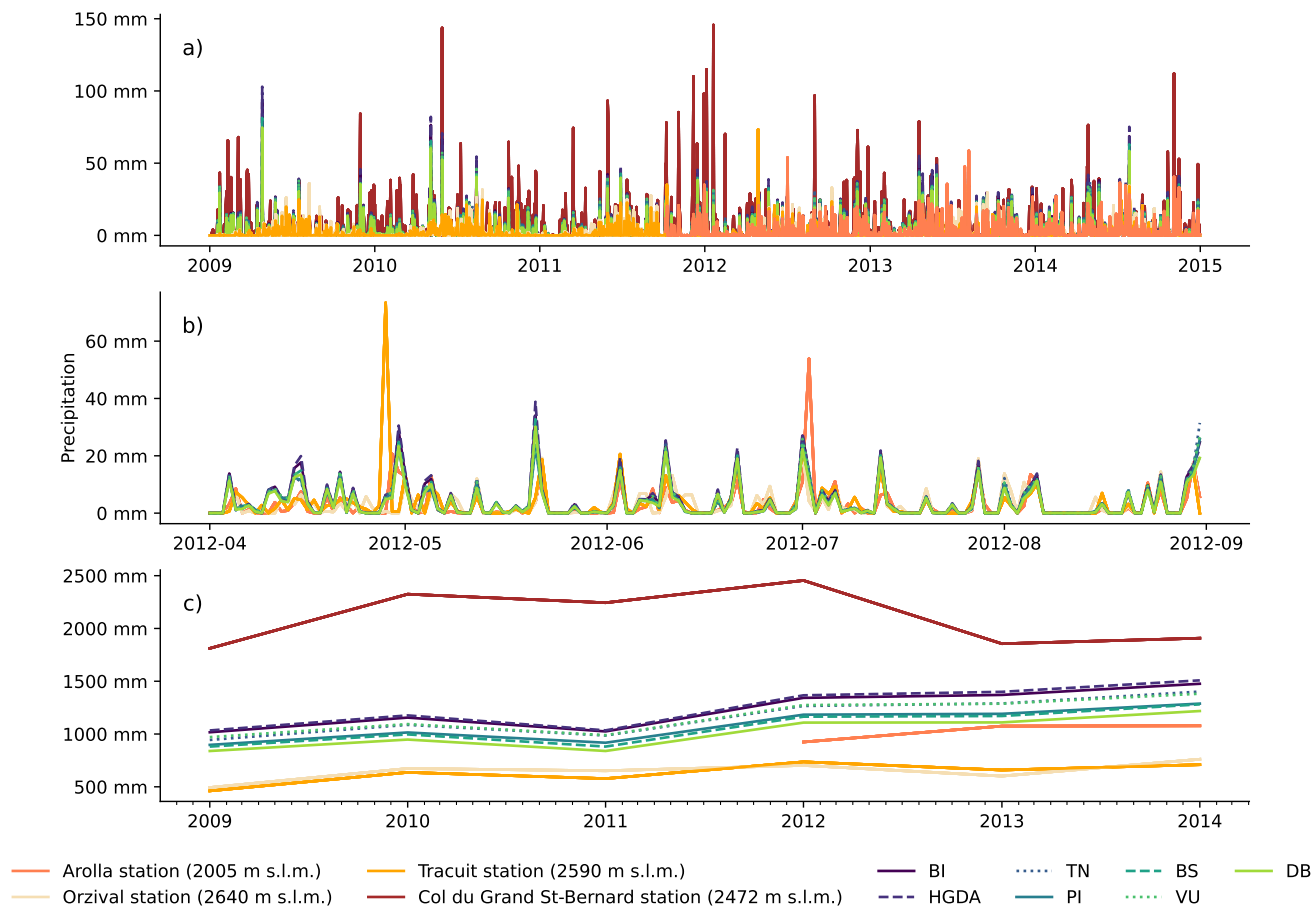 150 mm
a)
100 mm
50 mm
0 mm
2009 2010 2011 2012 2013 2014 2015
b)
60 mm
Precipitation
40 mm
20 mm
0 mm
2012-04 2012-05 2012-06 2012-07 2012-08 2012-09
2500 mm
c)
2000 mm
1500 mm
1000 mm
500 mm
2009 2010 2011 2012 2013 2014
Arolla station (2005 m s.l.m.) Tracuit station (2590 m s.l.m.) BI TN BS DB
Orzival station (2640 m s.l.m.) Col du Grand St-Bernard station (2472 m s.l.m.) HGDA PI VU